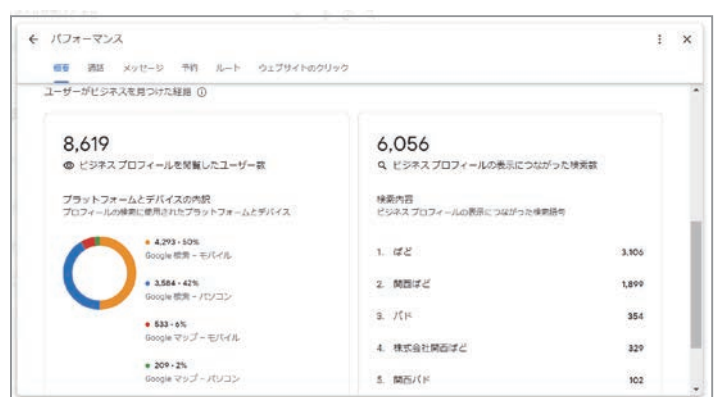 パフォーマンス
概要 通話 メッセージ 予約 ルート ウェブサイトのクリック
ユーザーがビジネスを見つけた経路
8,619
ビジネス プロフィールを閲覧したユーザー数
プラットフォームとデバイスの内訳
プロフィールの検索に使用されたプラットフォームとデバイス
4,293・50%
Google 検索 – モバイル
3,584・42%
Google 検索 – パソコン
533・6%
Google マップ – モバイル
209・2%
Google マップ – パソコン
6,056
ビジネス プロフィールの表示につながった検索数
検索内容
ビジネス プロフィールの表示につながった検索語句
1. ぱど 3,106
2. 関西ぱど 1,899
3. パド 354
4. 株式会社関西ぱど 329
5. 関西パド 102